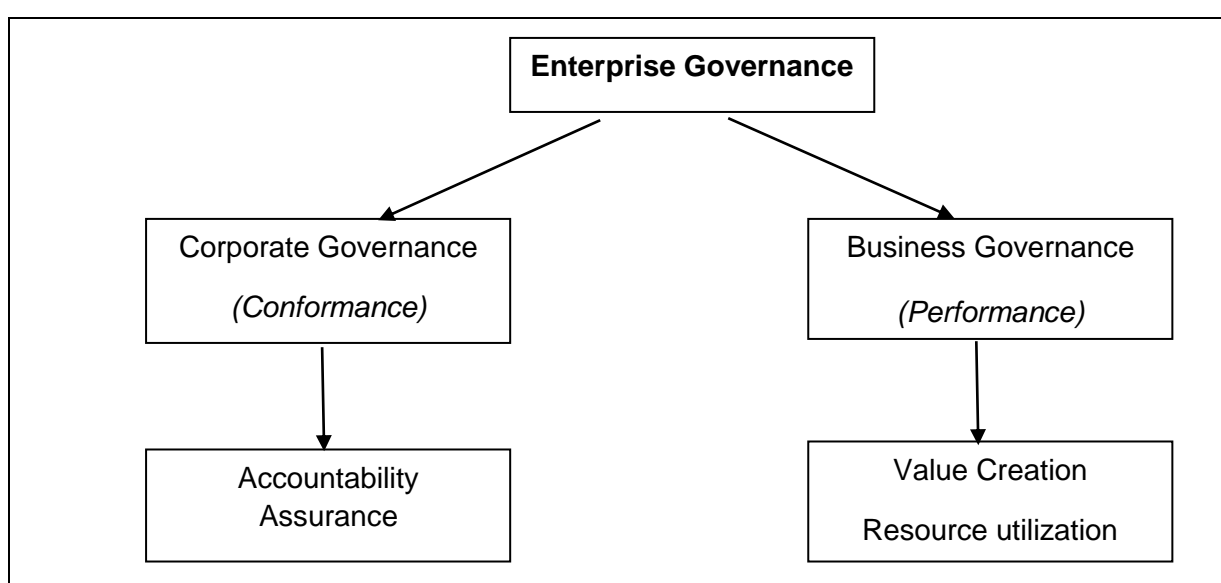 Enterprise Governance
Corporate Governance
(Conformance)
Business Governance
(Performance)
Accountability
Assurance
Value Creation
Resource utilization